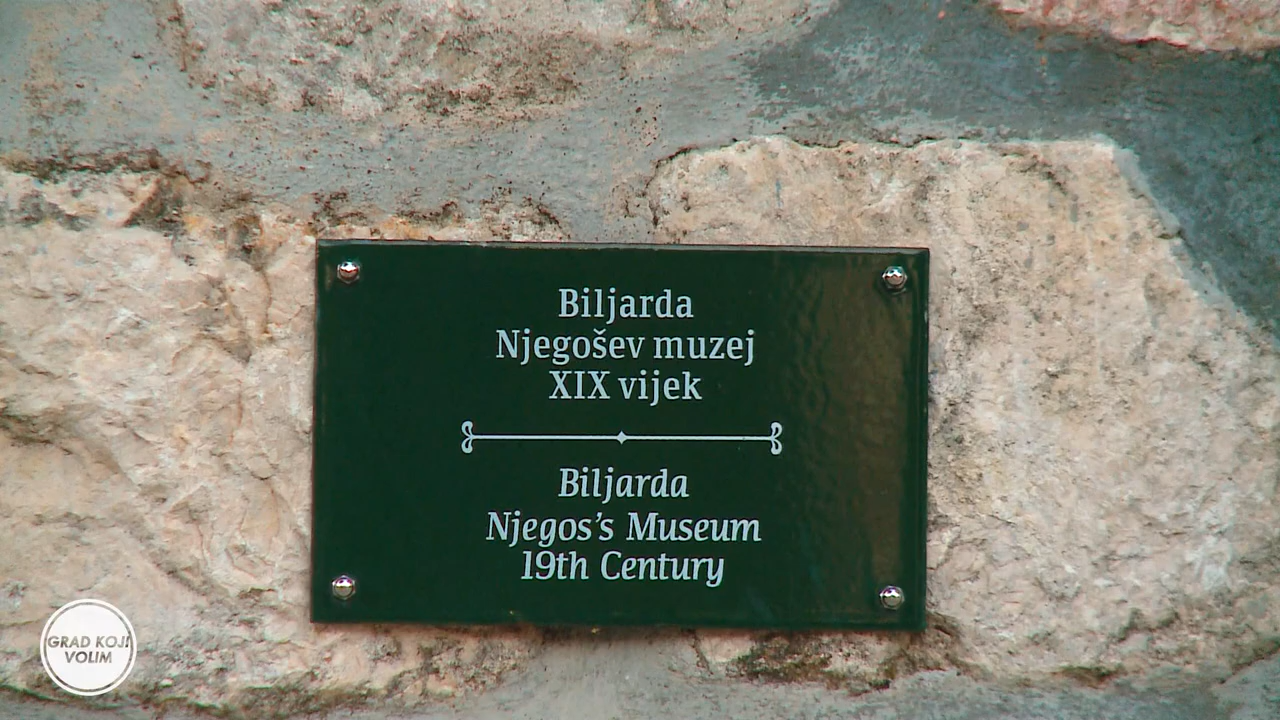 Biljarda
Njegošev muzej
XIX vijek
Biljarda
Njegos's Museum
19th Century
GRAD KOJI
VOLIM